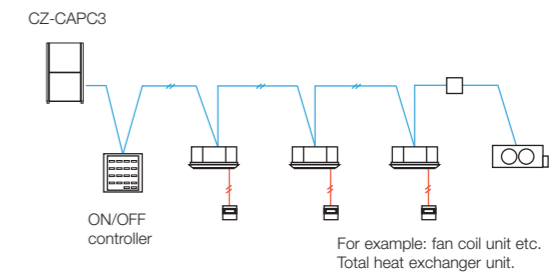 CZ-CAPC3
ON/OFF
controller
For example: fan coil unit etc.
Total heat exchanger unit.